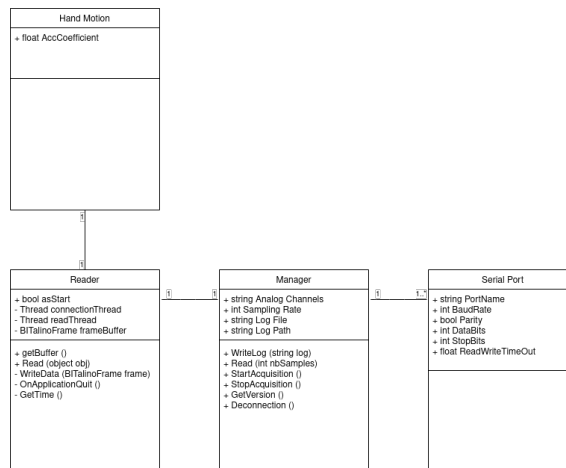 Hand Motion
+ float AccCoefficient
1
Reader
+ bool asStart
- Thread connectionThread
- Thread readThread
- BITalinoFrame frameBuffer
+ getBuffer ()
+ Read (object obj)
- WriteData (BITalinoFrame frame)
- OnApplicationQuit ()
- GetTime ()
1
1
Manager
+ string Analog Channels
+ int Sampling Rate
+ string Log File
+ string Log Path
+ WriteLog (string log)
+ Read (int nbSamples)
+ StartAcquisition ()
+ StopAcquisition ()
+ GetVersion ()
+ Deconnection ()
1
1..*
Serial Port
+ string PortName
+ int BaudRate
+ bool Parity
+ int DataBits
+ int StopBits
+ float ReadWriteTimeOut